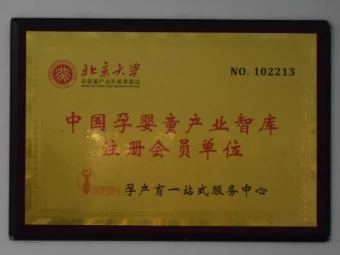 北京大学
NO. 102213
中国孕婴童产业智库
注册会员单位
孕产育一站式服务中心